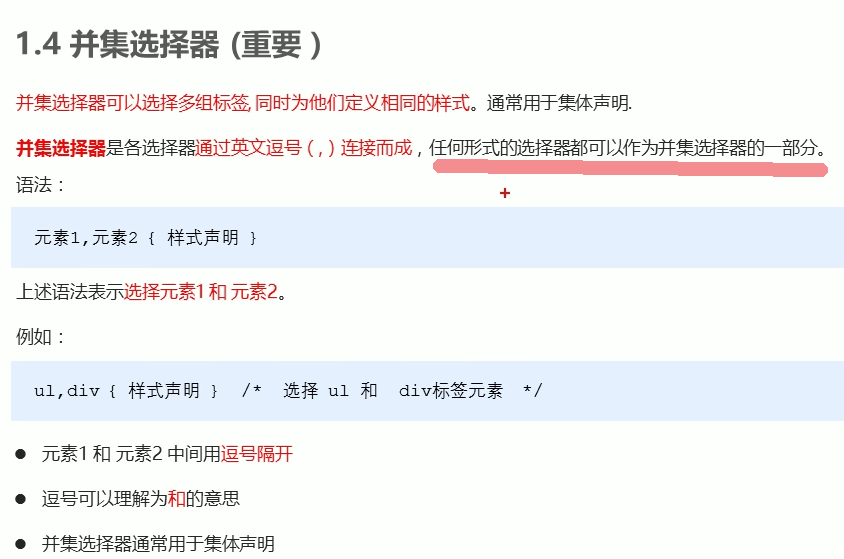 1.4 并集选择器 (重要 )
并集选择器可以选择多组标签, 同时为他们定义相同的样式。通常用于集体声明.
并集选择器是各选择器通过英文逗号 ( , ) 连接而成 , 任何形式的选择器都可以作为并集选择器的一部分。
语法 :
元素1,元素2 { 样式声明 }
上述语法表示选择元素1 和 元素2。
例如 :
ul,div { 样式声明 } /* 选择 ul 和 div标签元素 */
● 元素1 和 元素2 中间用逗号隔开
● 逗号可以理解为和的意思
● 并集选择器通常用于集体声明